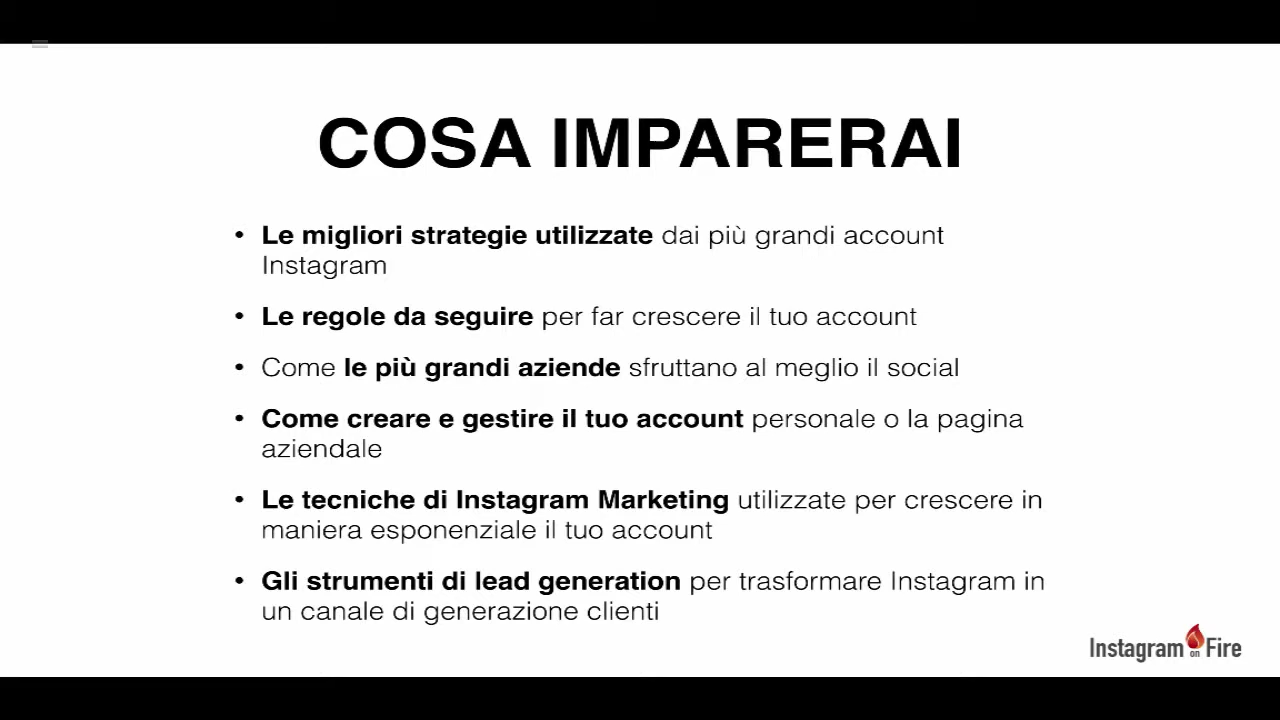 COSA IMPARERAI
• Le migliori strategie utilizzate dai più grandi account
Instagram
• Le regole da seguire per far crescere il tuo account
• Come le più grandi aziende sfruttano al meglio il social
• Come creare e gestire il tuo account personale o la pagina
aziendale
• Le tecniche di Instagram Marketing utilizzate per crescere in
maniera esponenziale il tuo account
• Gli strumenti di lead generation per trasformare Instagram in
un canale di generazione clienti
Instagram on Fire